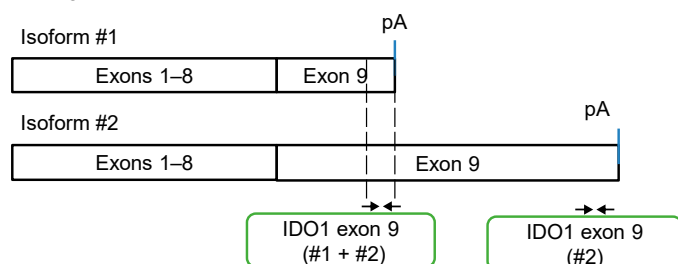 pA
Isoform #1
Exons 1–8 Exon 9
pA
Isoform #2
Exons 1–8 Exon 9
IDO1 exon 9 IDO1 exon 9
(#1 + #2) (#2)